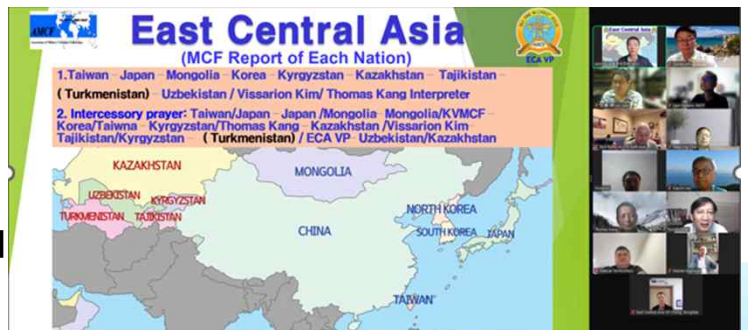 AMCF
East Central Asia
(MCF Report of Each Nation)
ECA VP
1.Taiwan – Japan – Mongolia – Korea – Kyrgyzstan – Kazakhstan – Tajikistan –
( Turkmenistan) – Uzbekistan / Vissarion Kim/ Thomas Kang Interpreter
2. Intercessory prayer: Taiwan/Japan – Japan /Mongolia – Mongolia/KVMCF –
Korea/Taiwna – Kyrgyzstan/Thomas Kang – Kazakhstan /Vissarion Kim –
Tajikistan/Kyrgyzstan – ( Turkmenistan) / ECA VP– Uzbekistan/Kazakhstan
KAZAKHSTAN
MONGOLIA
UZBEKISTAN
KYRGYZSTAN
TURKMENISTAN
TAJIKISTAN
NORTH KOREA
CHINA
SOUTH KOREA
JAPAN
TAIWAN
East Central Asia